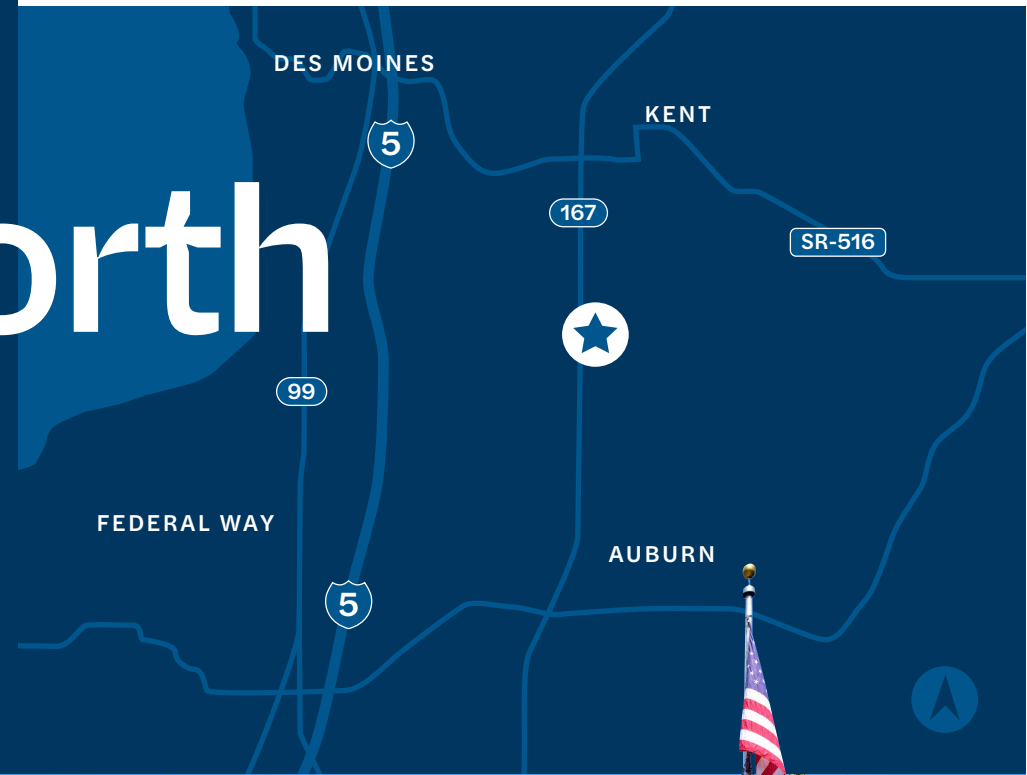 DES MOINES
KENT
5
167
SR-516
orth
99
FEDERAL WAY
AUBURN
5